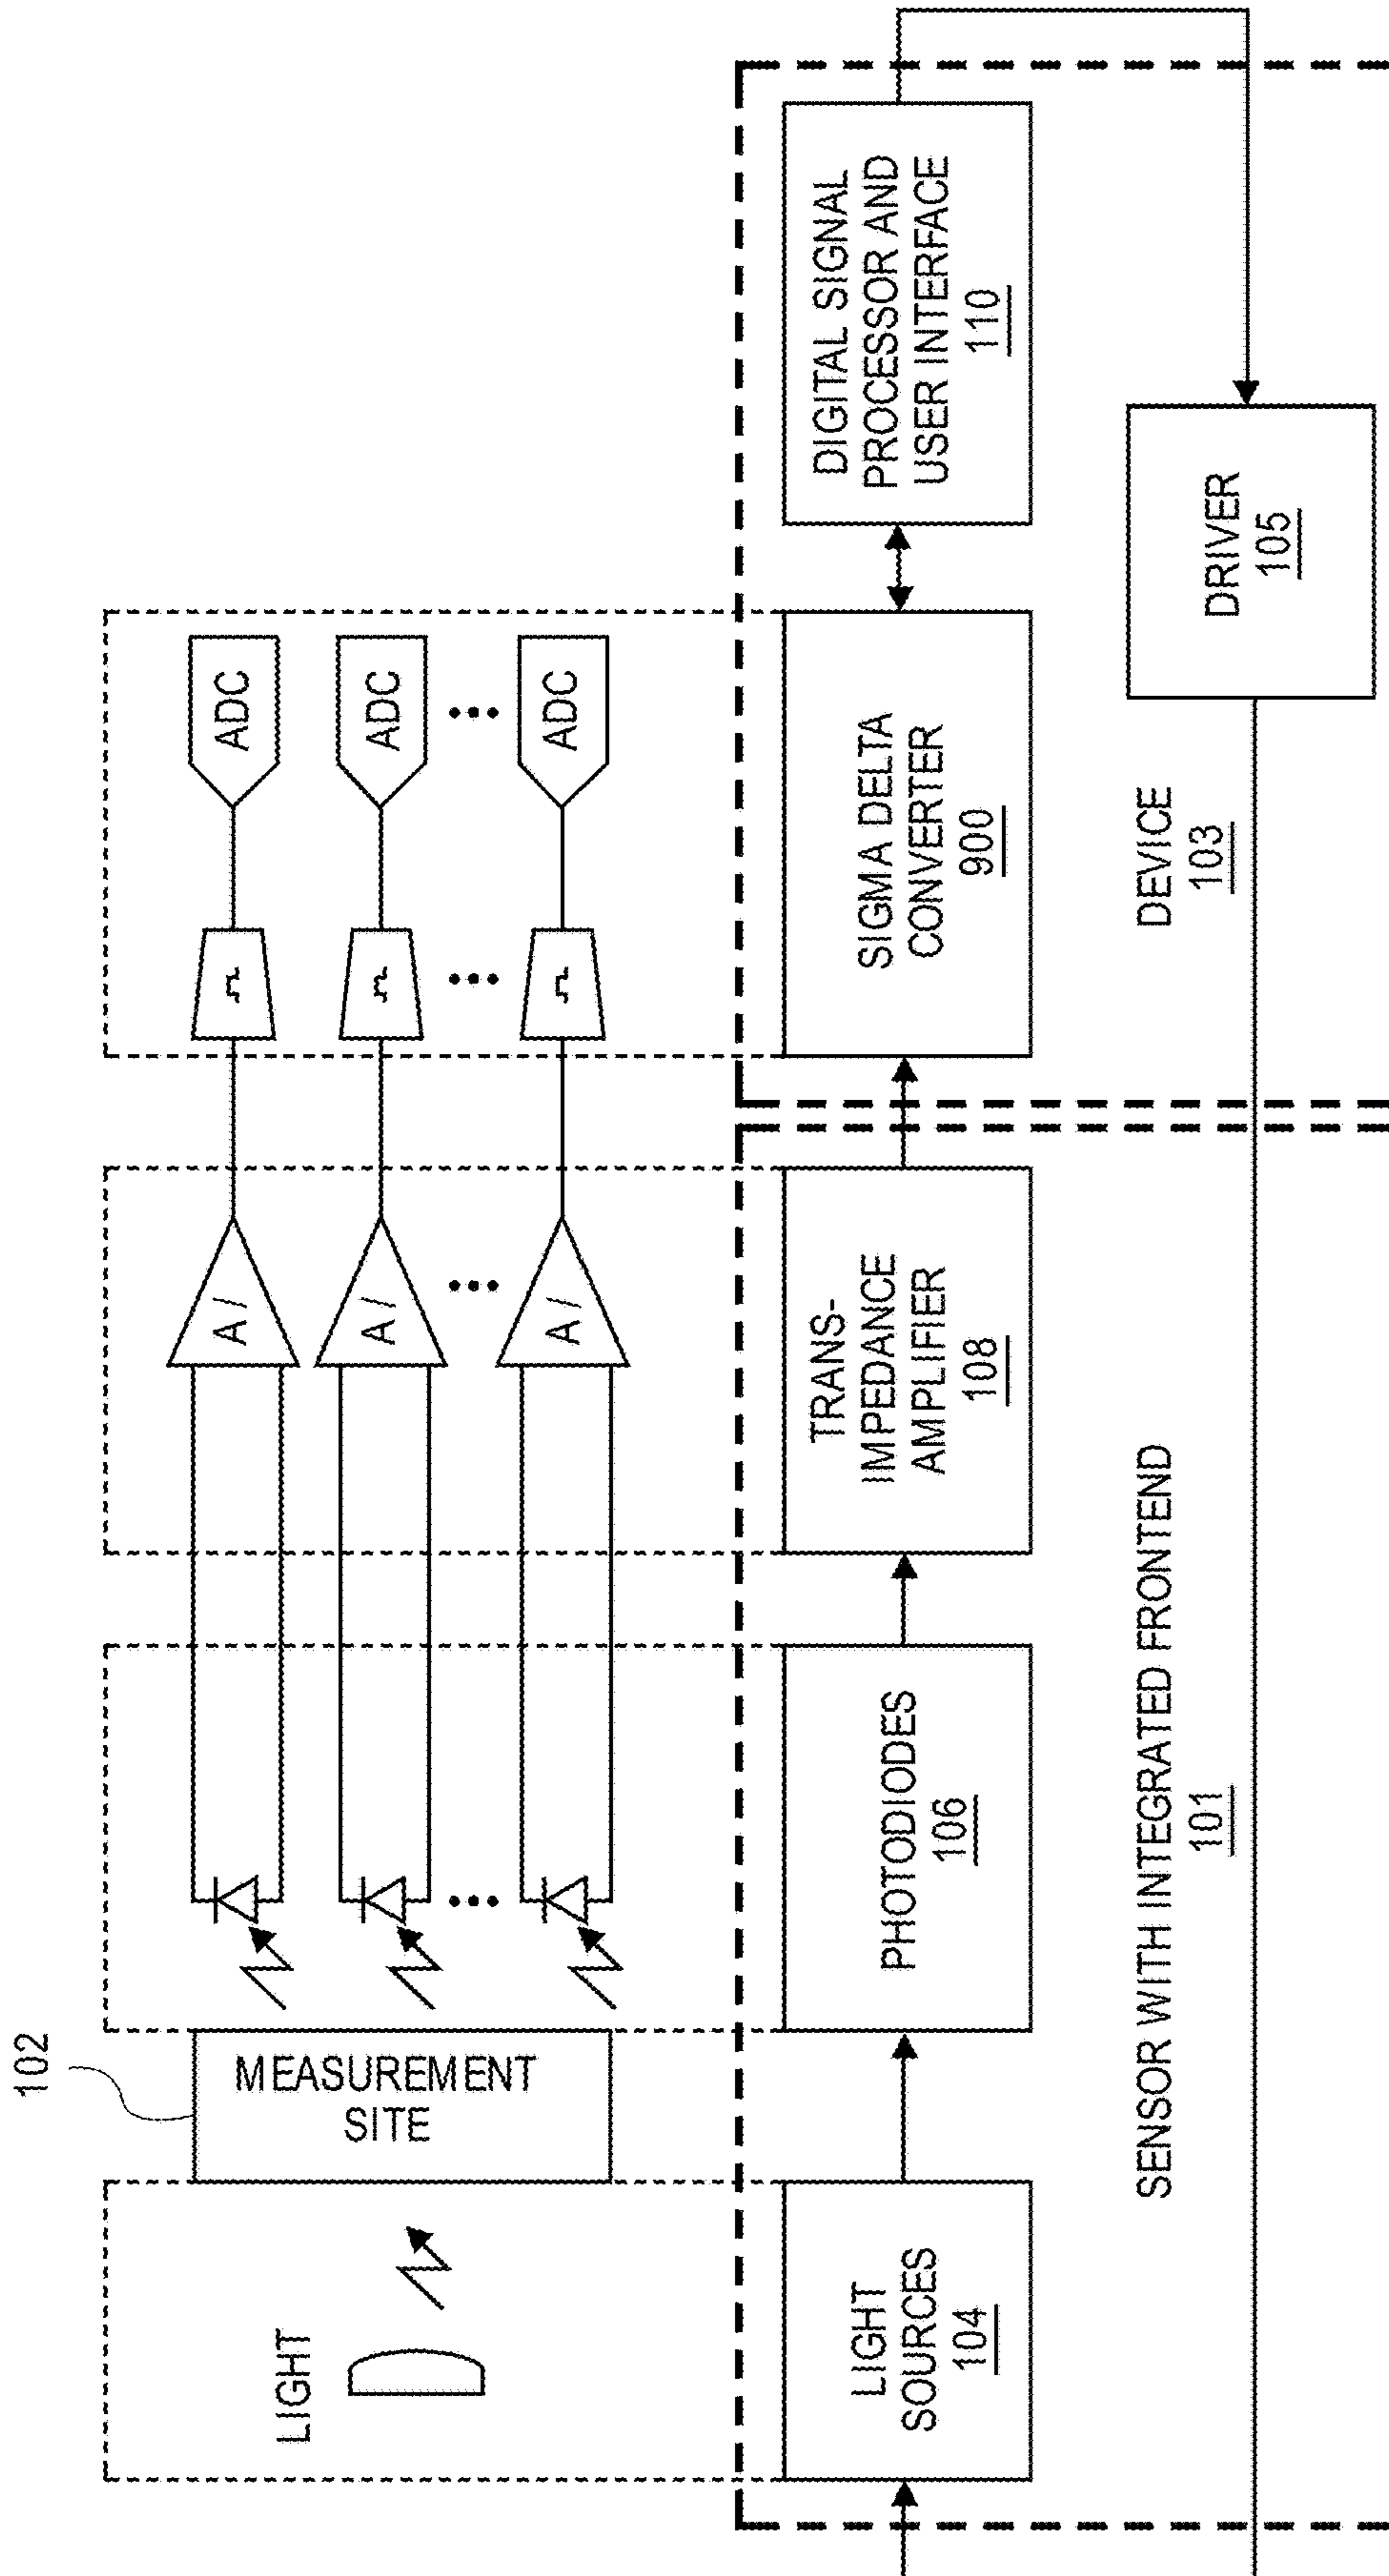 LIGHT
102
MEASUREMENT
SITE
A /
A /
A /
ADC
ADC
ADC
LIGHT
SOURCES
104
PHOTODIODES
106
TRANS-
IMPEDANCE
AMPLIFIER
108
SIGMA DELTA
CONVERTER
900
DIGITAL SIGNAL
PROCESSOR AND
USER INTERFACE
110
SENSOR WITH INTEGRATED FRONTEND
101
DEVICE
103
DRIVER
105